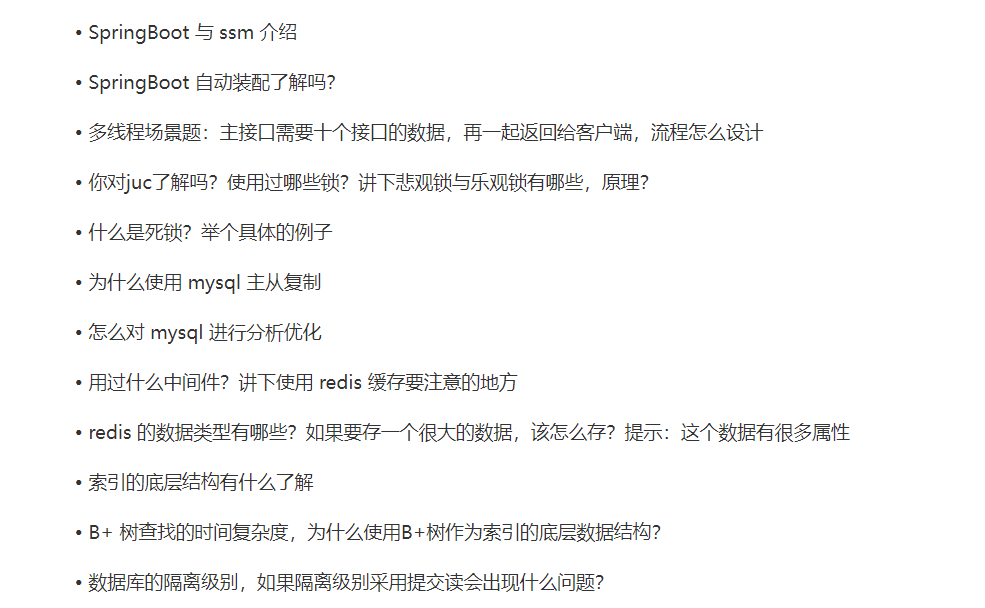 • SpringBoot 与 ssm 介绍
• SpringBoot 自动装配了解吗？
• 多线程场景题：主接口需要十个接口的数据，再一起返回给客户端，流程怎么设计
• 你对juc了解吗？使用过哪些锁？讲下悲观锁与乐观锁有哪些，原理？
• 什么是死锁？举个具体的例子
• 为什么使用 mysql 主从复制
• 怎么对 mysql 进行分析优化
• 用过什么中间件？讲下使用 redis 缓存要注意的地方
• redis 的数据类型有哪些？如果要存一个很大的数据，该怎么存？提示：这个数据有很多属性
• 索引的底层结构有什么了解
• B+ 树查找的时间复杂度，为什么使用B+树作为索引的底层数据结构？
• 数据库的隔离级别，如果隔离级别采用提交读会出现什么问题？